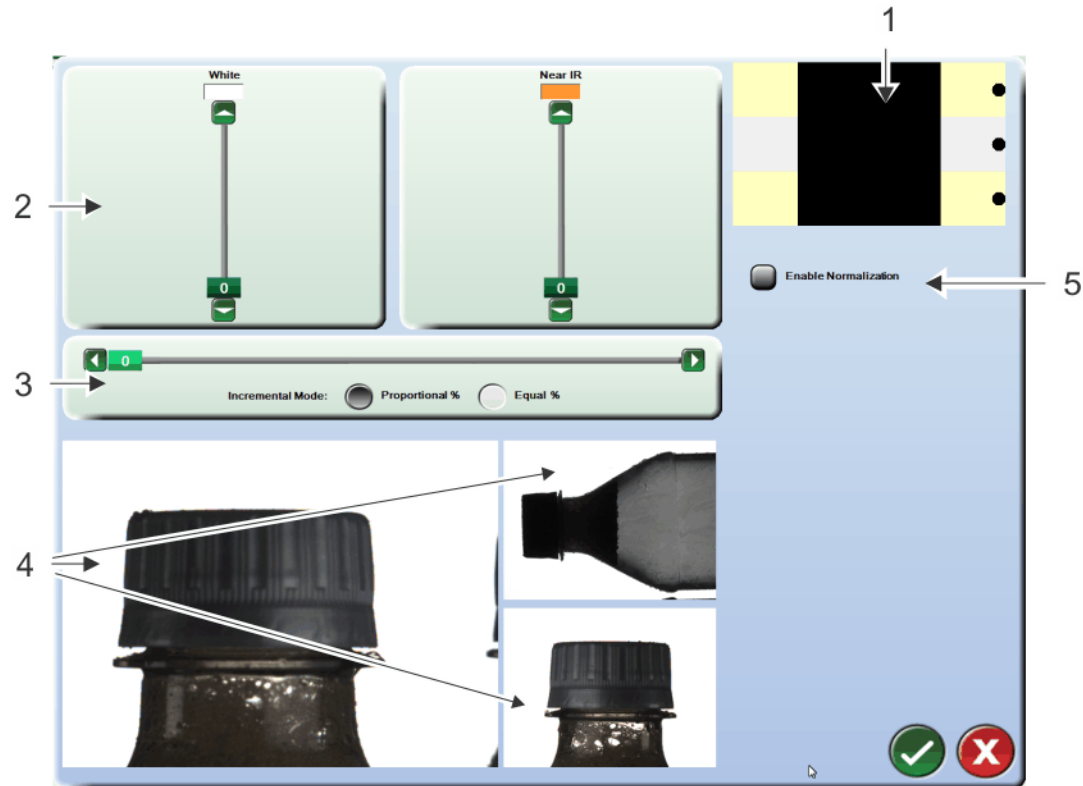 1
White
Near IR
2
0
0
Enable Normalization
5
0
3
Incremental Mode: Proportional % Equal %
4